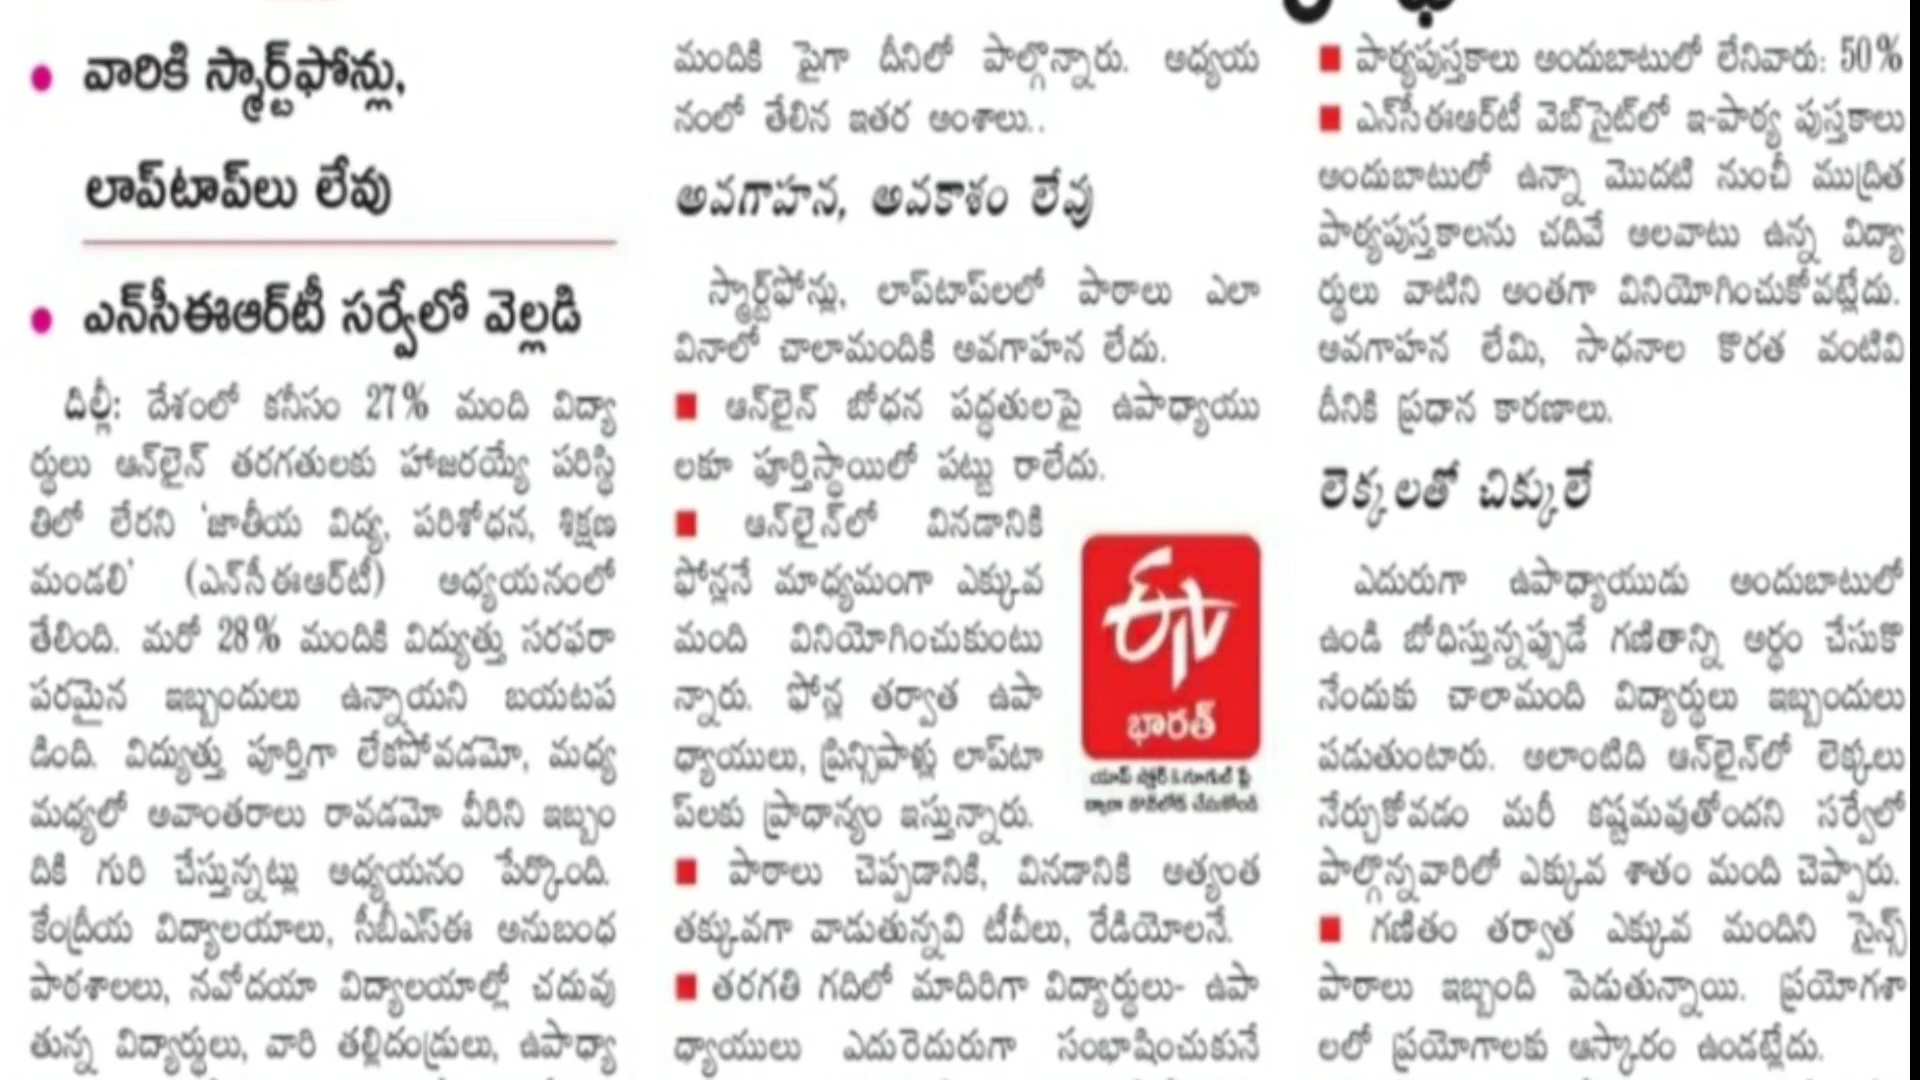 • వారికి స్మార్ట్‌ఫోన్లు,
లాప్‌టాప్‌లు లేవు
• ఎన్‌సీఈఆర్‌టీ సర్వేలో వెల్లడి
దిల్లీ: దేశంలో కనీసం 27% మంది విద్యా
ర్థులు ఆన్‌లైన్ తరగతులకు హాజరయ్యే పరిస్థి
తిలో లేరని 'జాతీయ విద్య, పరిశోధన, శిక్షణ
మండలి' (ఎన్‌సీఈఆర్‌టీ) అధ్యయనంలో
తేలింది. మరో 28% మందికి విద్యుత్తు సరఫరా
పరమైన ఇబ్బందులు ఉన్నాయని బయటప
డింది. విద్యుత్తు పూర్తిగా లేకపోవడమో, మధ్య
మధ్యలో అవాంతరాలు రావడమో వీరిని ఇబ్బం
దికి గురి చేస్తున్నట్లు అధ్యయనం పేర్కొంది.
కేంద్రీయ విద్యాలయాలు, సీబీఎస్ఈ అనుబంధ
పాఠశాలలు, నవోదయా విద్యాలయాల్లో చదువు
తున్న విద్యార్థులు, వారి తల్లిదండ్రులు, ఉపాధ్యా
మందికి పైగా దీనిలో పాల్గొన్నారు. అధ్యయ
నంలో తేలిన ఇతర అంశాలు..
అవగాహన, అవకాశం లేవు
స్మార్ట్‌ఫోన్లు, లాప్‌టాప్‌లలో పాఠాలు ఎలా
వినాలో చాలామందికి అవగాహన లేదు.
■ ఆన్‌లైన్ బోధన పద్ధతులపై ఉపాధ్యాయు
లకూ పూర్తిస్థాయిలో పట్టు రాలేదు.
■ ఆన్‌లైన్‌లో వినడానికి
ఫోన్లనే మాధ్యమంగా ఎక్కువ
మంది వినియోగించుకుంటు
న్నారు. ఫోన్ల తర్వాత ఉపా
ధ్యాయులు, ప్రిన్సిపాళ్లు లాప్‌టా
ప్‌లకు ప్రాధాన్యం ఇస్తున్నారు.
■ పాఠాలు చెప్పడానికి, వినడానికి అత్యంత
తక్కువగా వాడుతున్నవి టీవీలు, రేడియోలనే.
■ తరగతి గదిలో మాదిరిగా విద్యార్థులు- ఉపా
ధ్యాయులు ఎదురెదురుగా సంభాషించుకునే
ఈtv
భారత్
యాప్ స్టోర్ & గూగుల్ ప్లే
ద్వారా డౌన్‌లోడ్ చేసుకోండి
■ పాఠ్యపుస్తకాలు అందుబాటులో లేనివారు: 50%
■ ఎన్‌సీఈఆర్‌టీ వెబ్‌సైట్‌లో ఇ-పాఠ్య పుస్తకాలు
అందుబాటులో ఉన్నా మొదటి నుంచీ ముద్రిత
పాఠ్యపుస్తకాలను చదివే అలవాటు ఉన్న విద్యా
ర్థులు వాటిని అంతగా వినియోగించుకోవట్లేదు.
అవగాహన లేమి, సాధనాల కొరత వంటివి
దీనికి ప్రధాన కారణాలు.
లెక్కలతో చిక్కులే
ఎదురుగా ఉపాధ్యాయుడు అందుబాటులో
ఉండి బోధిస్తున్నప్పుడే గణితాన్ని అర్థం చేసుకొ
నేందుకు చాలామంది విద్యార్థులు ఇబ్బందులు
పడుతుంటారు. అలాంటిది ఆన్‌లైన్‌లో లెక్కలు
నేర్చుకోవడం మరీ కష్టమవుతోందని సర్వేలో
పాల్గొన్నవారిలో ఎక్కువ శాతం మంది చెప్పారు.
■ గణితం తర్వాత ఎక్కువ మందిని సైన్స్
పాఠాలు ఇబ్బంది పెడుతున్నాయి. ప్రయోగశా
లలో ప్రయోగాలకు ఆస్కారం ఉండట్లేదు.